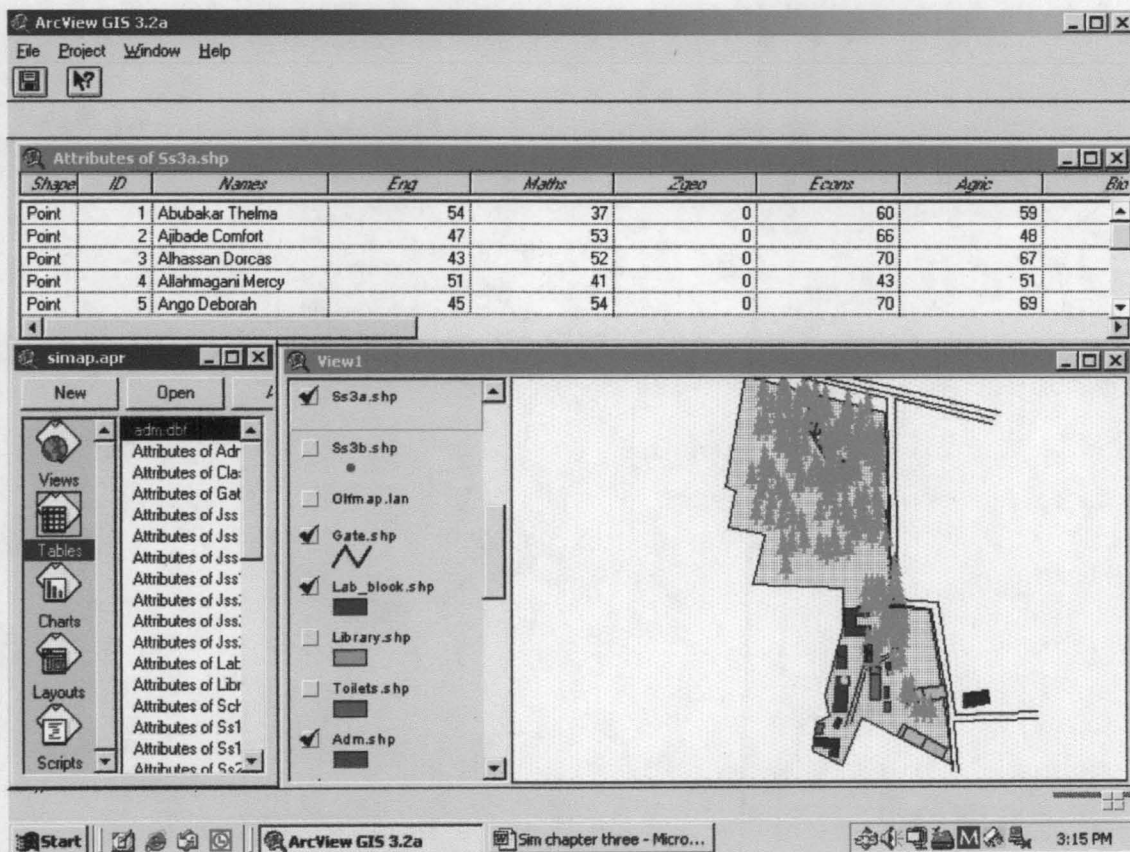 ArcView GIS 3.2a
File Project Window Help
Attributes of Ss3a.shp
Shape ID Names Eng Maths Zgeo Econs Agric Bio
Point 1 Abubakar Thelma 54 37 0 60 59
Point 2 Ajibade Comfort 47 53 0 66 48
Point 3 Alhassan Dorcas 43 52 0 70 67
Point 4 Allahmagani Mercy 51 41 0 43 51
Point 5 Ango Deborah 45 54 0 70 69
simap.apr
New Open A
Views
Tables
Charts
Layouts
Scripts
adm.dbf
Attributes of Adr
Attributes of Cla
Attributes of Gat
Attributes of Jss
Attributes of Jss
Attributes of Jss
Attributes of Jss
Attributes of Jss
Attributes of Jss
Attributes of Jss
Attributes of Lab
Attributes of Libr
Attributes of Sch
Attributes of Ss1
Attributes of Ss1
Attributes of Ss2
View1
Ss3a.shp
Ss3b.shp
Gate.shp
Lab_block.shp
Library.shp
Toilets.shp
Adm.shp
Start ArcView GIS 3.2a Sim chapter three - Micro... M 3:15 PM